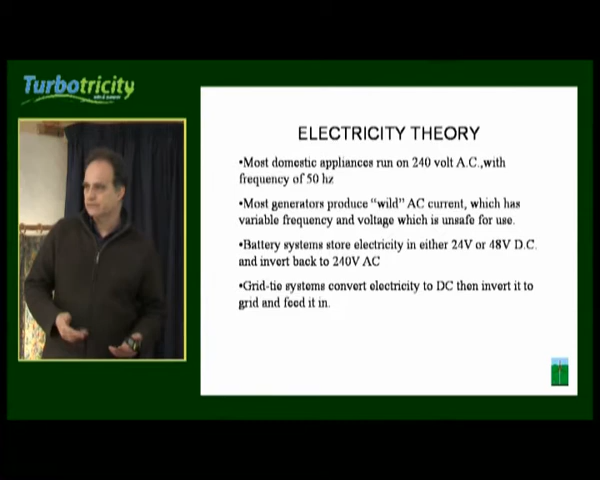 Turbotricity
ELECTRICITY THEORY
•Most domestic appliances run on 240 volt A.C.,with
frequency of 50 hz
•Most generators produce “wild” AC current, which has
variable frequency and voltage which is unsafe for use.
•Battery systems store electricity in either 24V or 48V D.C.
and invert back to 240V AC
•Grid-tie systems convert electricity to DC then invert it to
grid and feed it in.